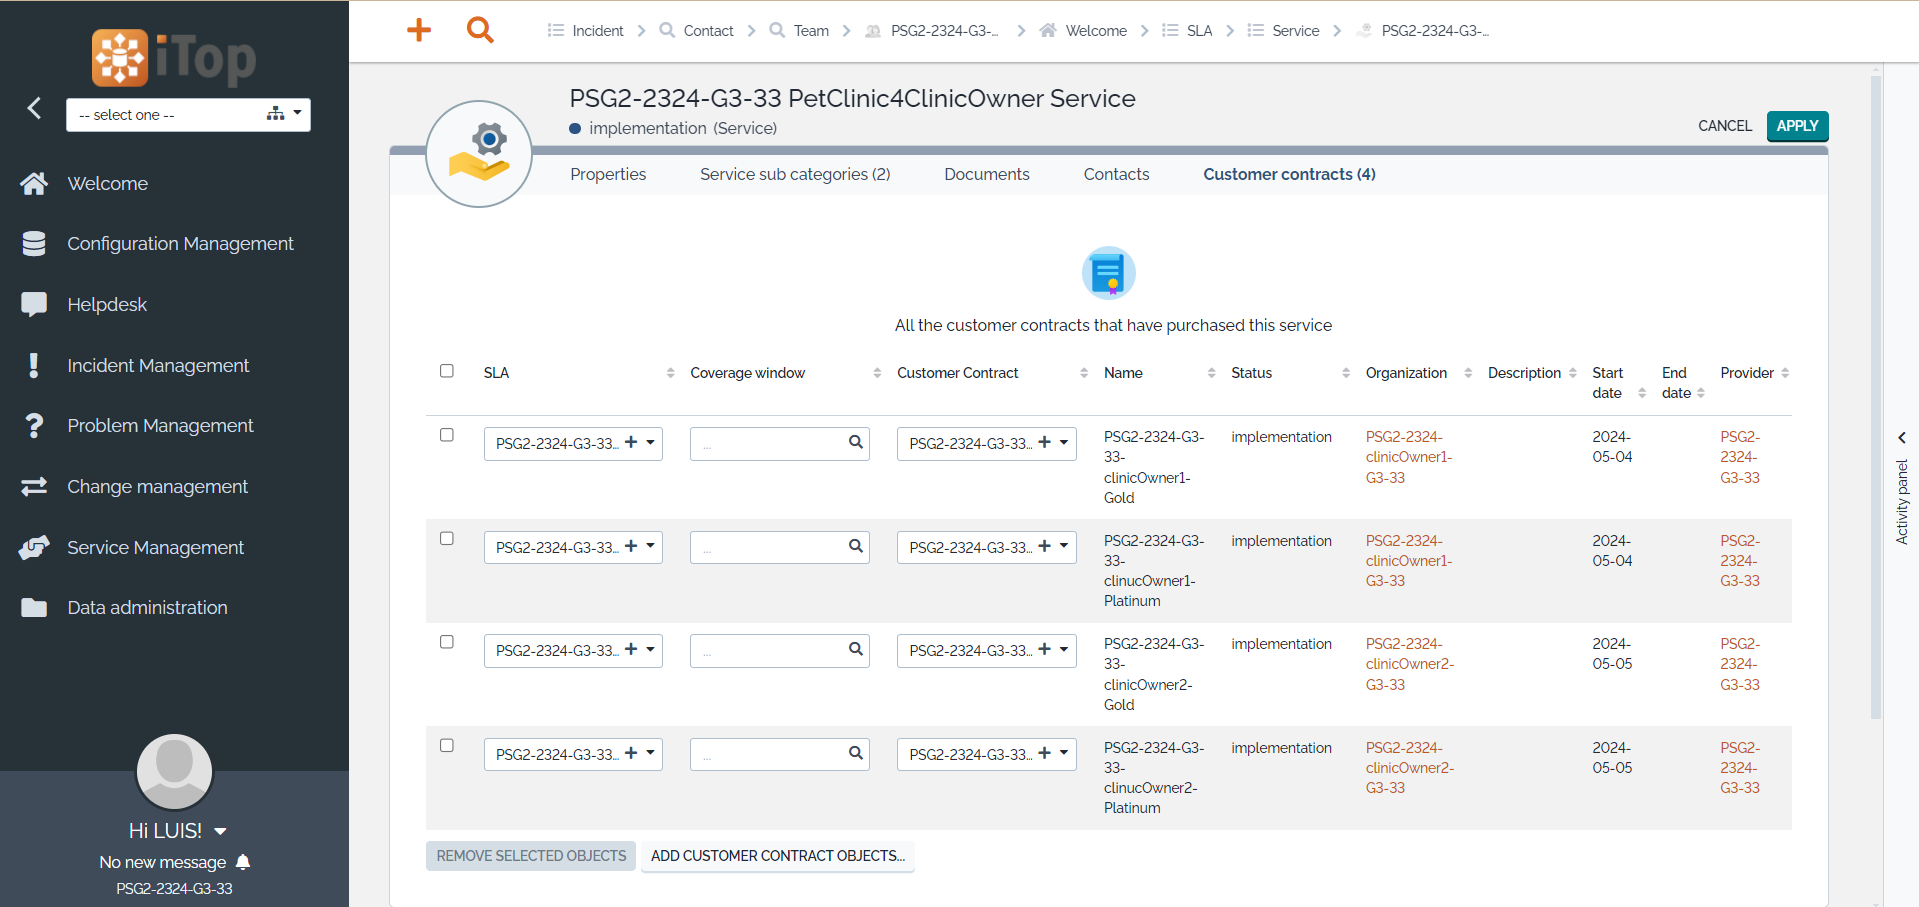 iTop
-- select one --
Welcome
Configuration Management
Helpdesk
Incident Management
Problem Management
Change management
Service Management
Data administration
Hi LUIS!
No new message
PSG2-2324-G3-33
Incident
Contact
Team
PSG2-2324-G3-...
Welcome
SLA
Service
PSG2-2324-G3-...
PSG2-2324-G3-33 PetClinic4ClinicOwner Service
implementation (Service)
CANCEL
APPLY
Properties
Service sub categories (2)
Documents
Contacts
Customer contracts (4)
All the customer contracts that have purchased this service
SLA
Coverage window
Customer Contract
Name
Status
Organization
Description
Start
date
End
date
Provider
PSG2-2324-G3-33...
...
PSG2-2324-G3-33...
PSG2-2324-G3-
33-
clinicOwner1-
Gold
implementation
PSG2-2324-
clinicOwner1-
G3-33
2024-
05-04
PSG2-
2324-
G3-33
PSG2-2324-G3-33...
...
PSG2-2324-G3-33...
PSG2-2324-G3-
33-
clinucOwner1-
Platinum
implementation
PSG2-2324-
clinicOwner1-
G3-33
2024-
05-04
PSG2-
2324-
G3-33
PSG2-2324-G3-33...
...
PSG2-2324-G3-33...
PSG2-2324-G3-
33-
clinicOwner2-
Gold
implementation
PSG2-2324-
clinicOwner2-
G3-33
2024-
05-05
PSG2-
2324-
G3-33
PSG2-2324-G3-33...
...
PSG2-2324-G3-33...
PSG2-2324-G3-
33-
clinucOwner2-
Platinum
implementation
PSG2-2324-
clinicOwner2-
G3-33
2024-
05-05
PSG2-
2324-
G3-33
REMOVE SELECTED OBJECTS
ADD CUSTOMER CONTRACT OBJECTS...
Activity panel